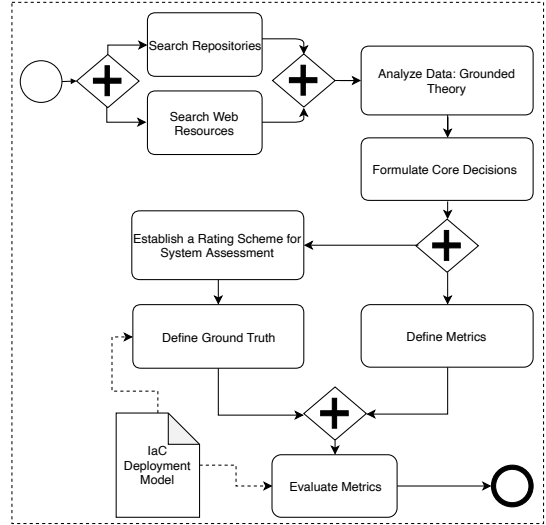 Search Repositories
Search Web
Resources
Analyze Data: Grounded
Theory
Formulate Core Decisions
Establish a Rating Scheme for
System Assessment
Define Ground Truth
Define Metrics
IaC
Deployment
Model
Evaluate Metrics